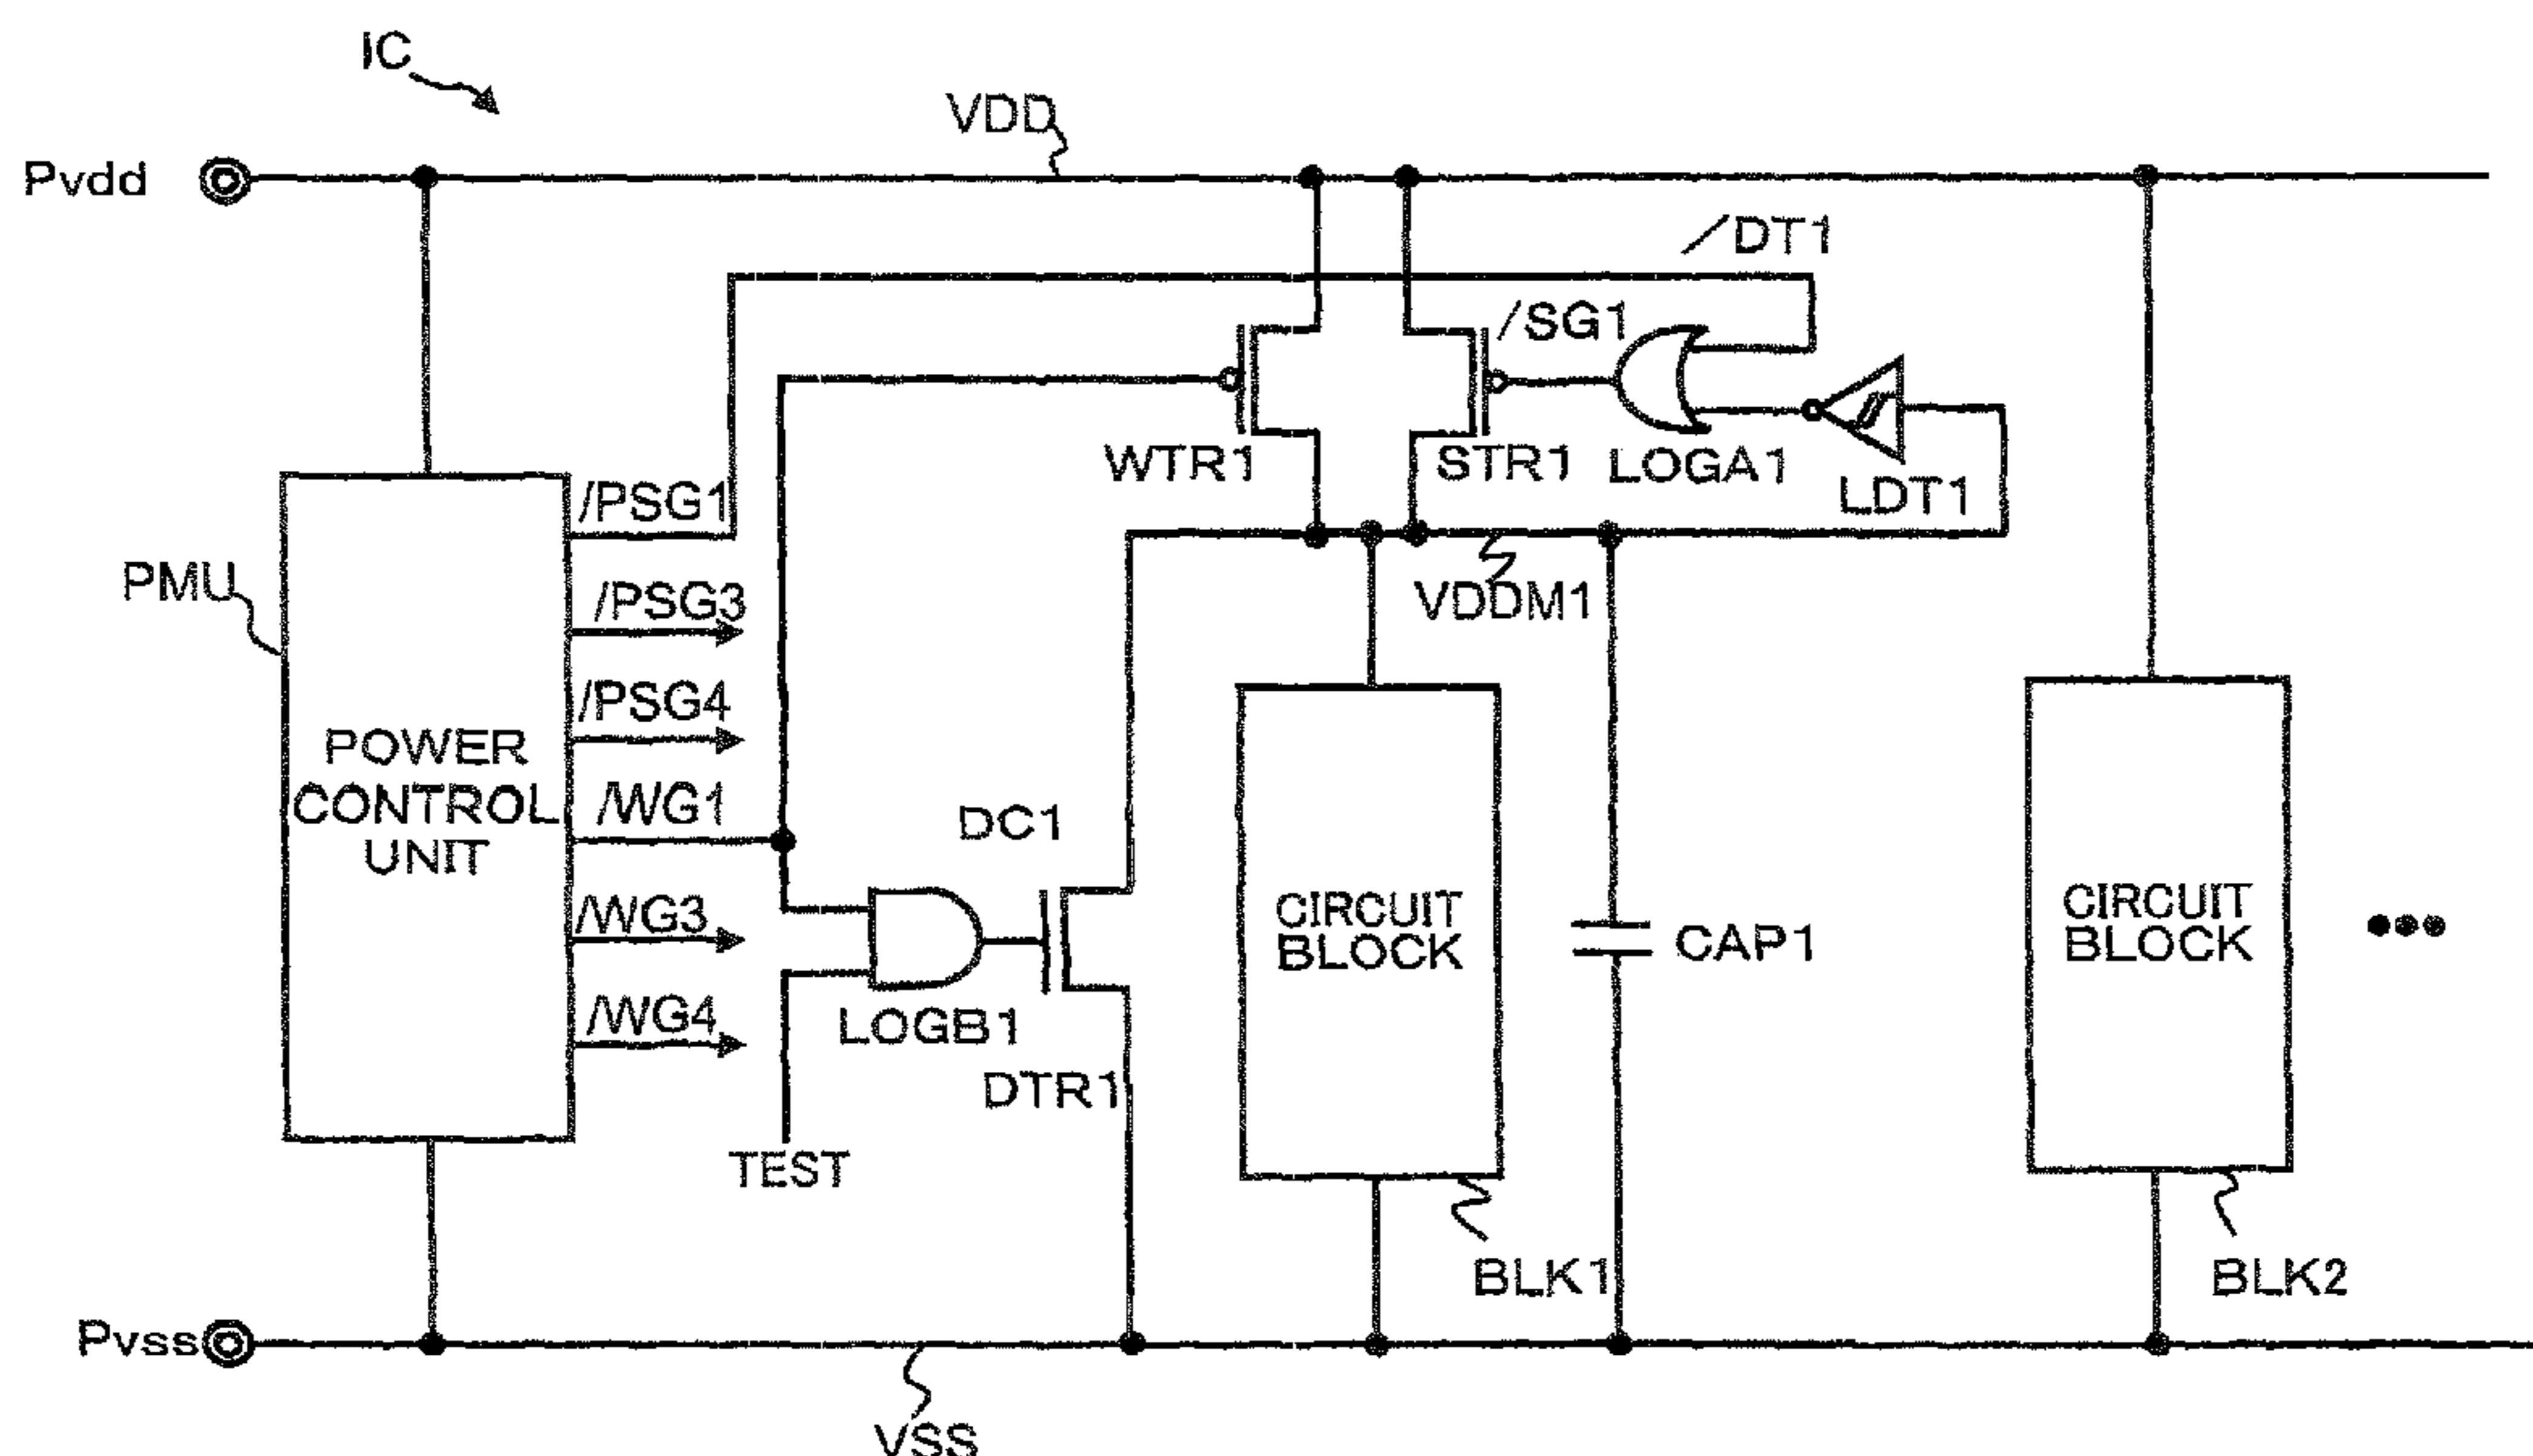 IC
VDD
Pvdd
/DT1
/SG1
WTR1
STR1
LOGA1
LDT1
/PSG1
PMU
/PSG3
VDDM1
/PSG4
POWER
CONTROL
UNIT
/WG1
DC1
/WG3
CIRCUIT
BLOCK
CAP1
CIRCUIT
BLOCK
/WG4
LOGB1
DTR1
TEST
BLK1
BLK2
Pvss
VSS